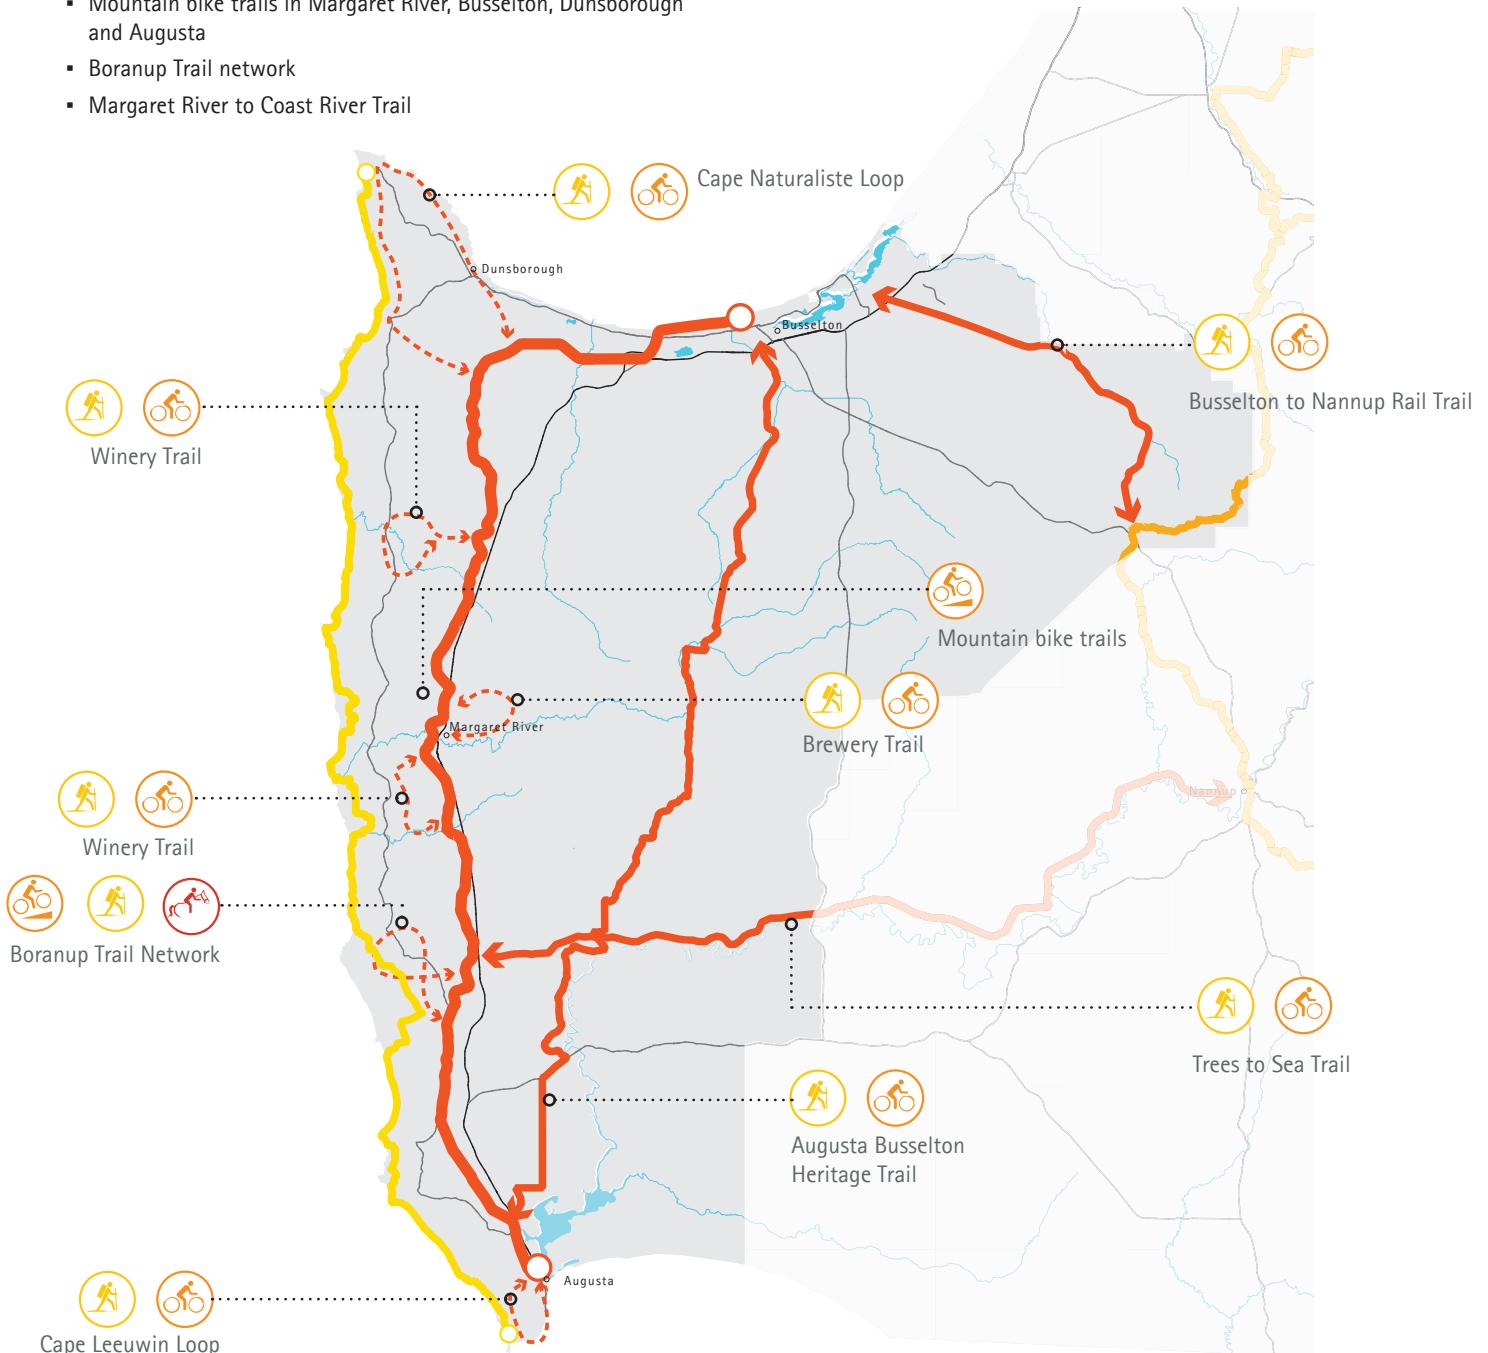 ▪ Mountain bike trails in Margaret River, Busselton, Dunsborough
and Augusta
▪ Boranup Trail network
▪ Margaret River to Coast River Trail
Cape Naturaliste Loop
Dunsborough
Busselton
Busselton to Nannup Rail Trail
Winery Trail
Mountain bike trails
Margaret River
Brewery Trail
Nannup
Winery Trail
Boranup Trail Network
Trees to Sea Trail
Augusta Busselton
Heritage Trail
Augusta
Cape Leeuwin Loop